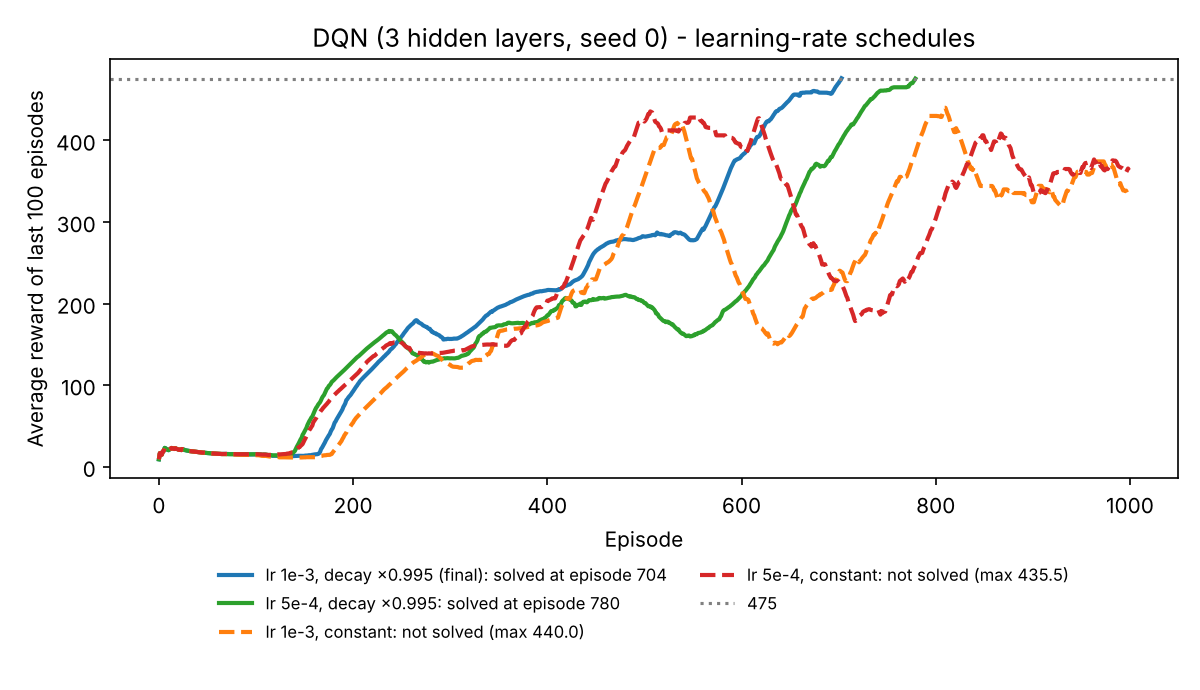 DQN (3 hidden layers, seed 0) - learning-rate schedules
Average reward of last 100 episodes
400
300
200
100
0
0 200 400 600 800 1000
Episode
lr 1e-3, decay ×0.995 (final): solved at episode 704
lr 5e-4, decay ×0.995: solved at episode 780
lr 1e-3, constant: not solved (max 440.0)
lr 5e-4, constant: not solved (max 435.5)
475